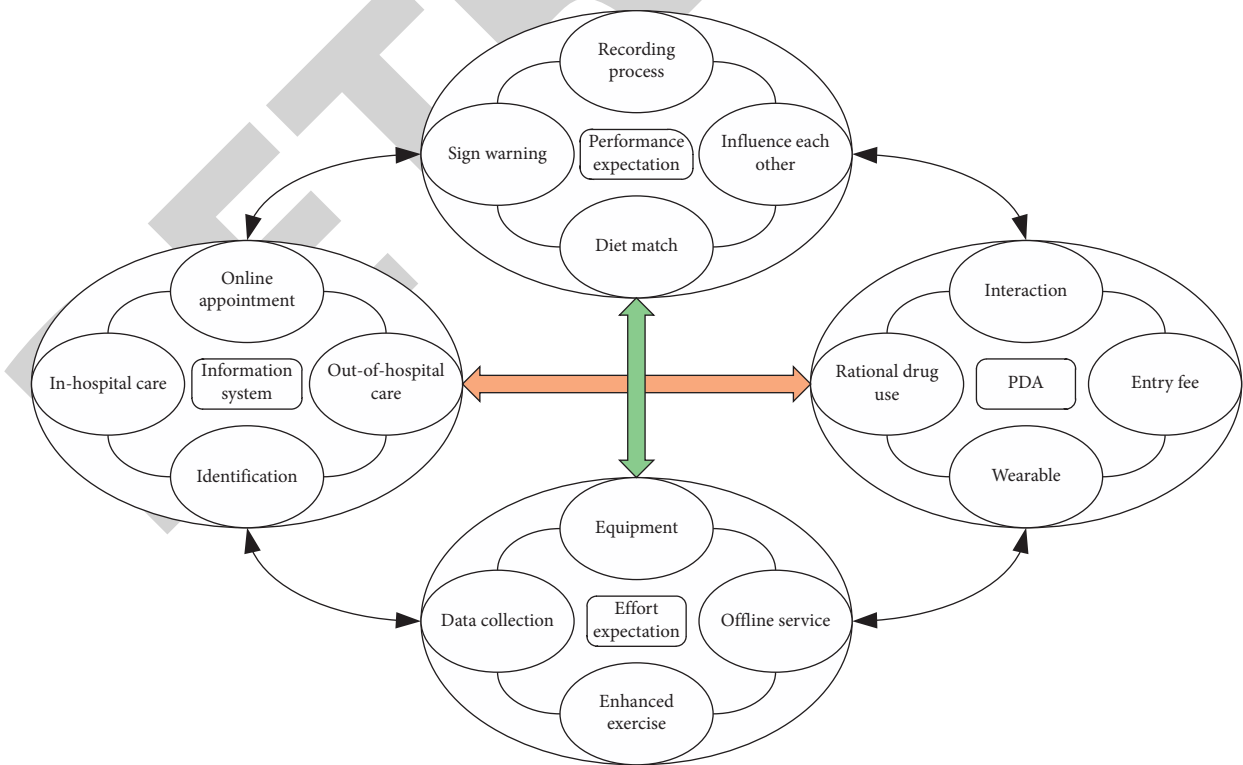 Recording
process
Sign warning
Performance
expectation
Influence each
other
Diet match
Online
appointment
In-hospital care
Information
system
Out-of-hospital
care
Identification
Interaction
Rational drug
use
PDA
Entry fee
Wearable
Equipment
Data collection
Effort
expectation
Offline service
Enhanced
exercise